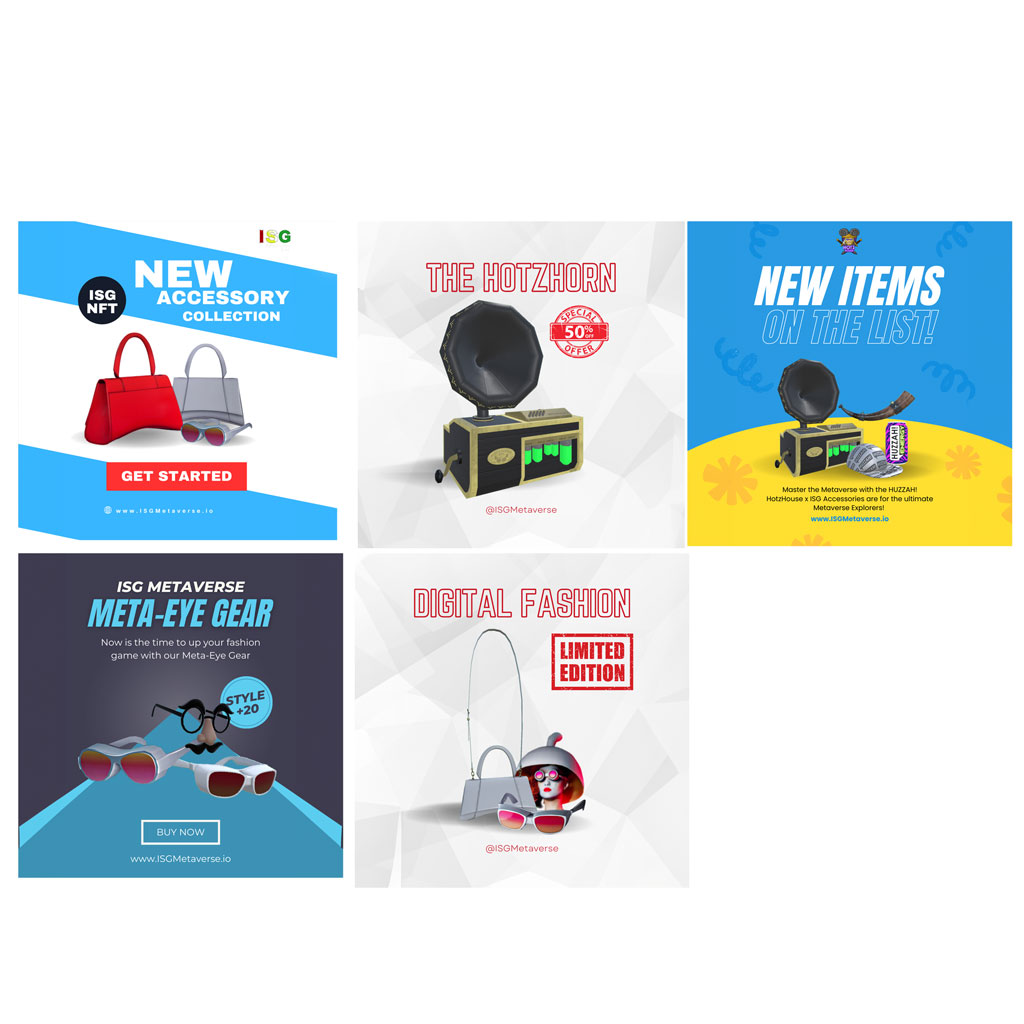 ISG
NEW
ACCESSORY
COLLECTION
ISG
NFT
GET STARTED
www.ISGMetaverse.io
THE HOTZHORN
SPECIAL
50% OFF
OFFER
@ISGMetaverse
NEW ITEMS
ON THE LIST!
HUZZAH!
Master the Metaverse with the HUZZAH!
HotzHouse x ISG Accessories are for the ultimate
Metaverse Explorers!
www.ISGMetaverse.io
ISG METAVERSE
META-EYE GEAR
Now is the time to up your fashion
game with our Meta-Eye Gear
STYLE
+20
BUY NOW
www.ISGMetaverse.io
DIGITAL FASHION
LIMITED
EDITION
@ISGMetaverse